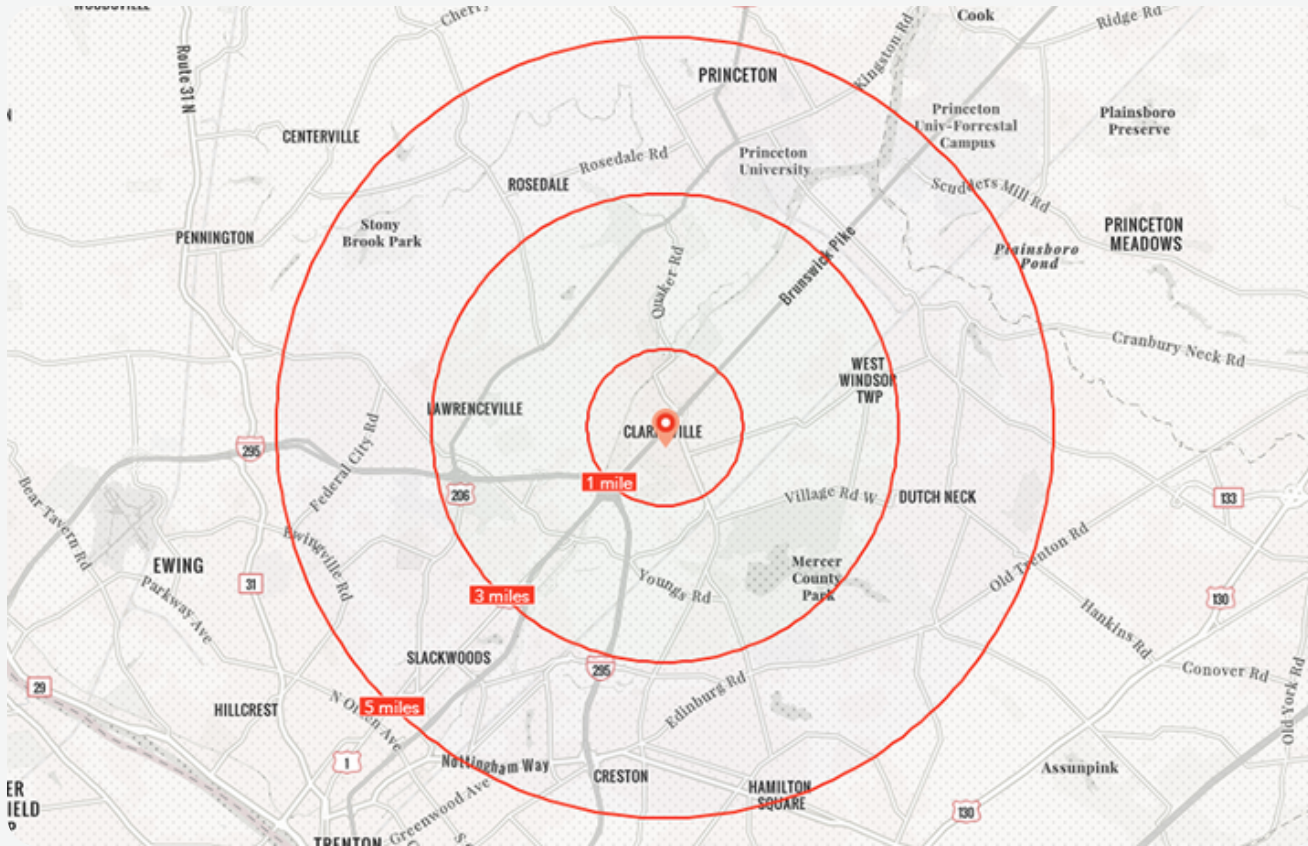 Cherry
Cook
Ridge Rd
Route 31 N
Kingston Rd
PRINCETON
Princeton
Univ-Forrestal
Campus
Plainsboro
Preserve
CENTERVILLE
Rosedale Rd
Princeton
University
ROSEDALE
Scudders Mill Rd
Stony
Brook Park
PENNINGTON
PRINCETON
MEADOWS
Plainsboro
Pond
Quaker Rd
Brunswick Pike
Cranbury Neck Rd
WEST
WINDSOR
TWP
LAWRENCEVILLE
Federal City Rd
295
1 mile
206
Village Rd W
DUTCH NECK
133
Bear Tavern Rd
Ewingville Rd
Old Trenton Rd
EWING
Mercer
County
Park
31
Parkway Ave
3 miles
Youngs Rd
130
Hankins Rd
SLACKWOODS
295
Conover Rd
29
Edinburg Rd
Old York Rd
HILLCREST
5 miles
N Olden Ave
1
Nottingham Way
CRESTON
Assunpink
HAMILTON
SQUARE
130
Greenwood Ave
TRENTON